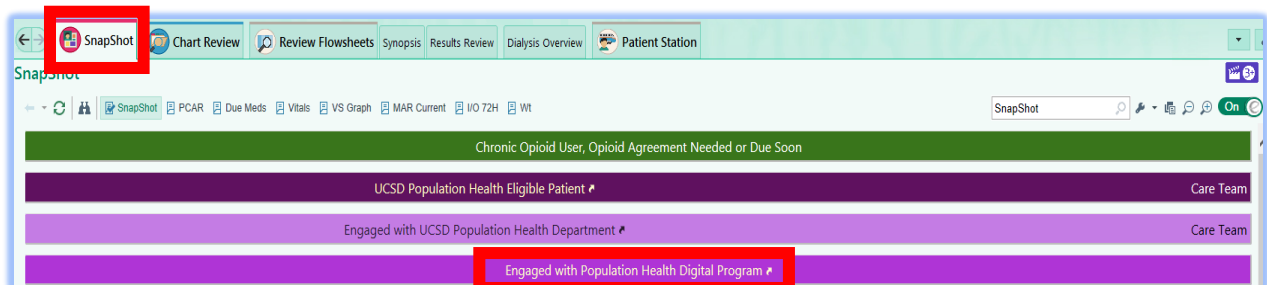 SnapShot Chart Review Review Flowsheets Synopsis Results Review Dialysis Overview Patient Station
SnapShot
SnapShot PCAR Due Meds Vitals VS Graph MAR Current I/O 72H Wt SnapShot On
Chronic Opioid User, Opioid Agreement Needed or Due Soon
UCSD Population Health Eligible Patient Care Team
Engaged with UCSD Population Health Department Care Team
Engaged with Population Health Digital Program